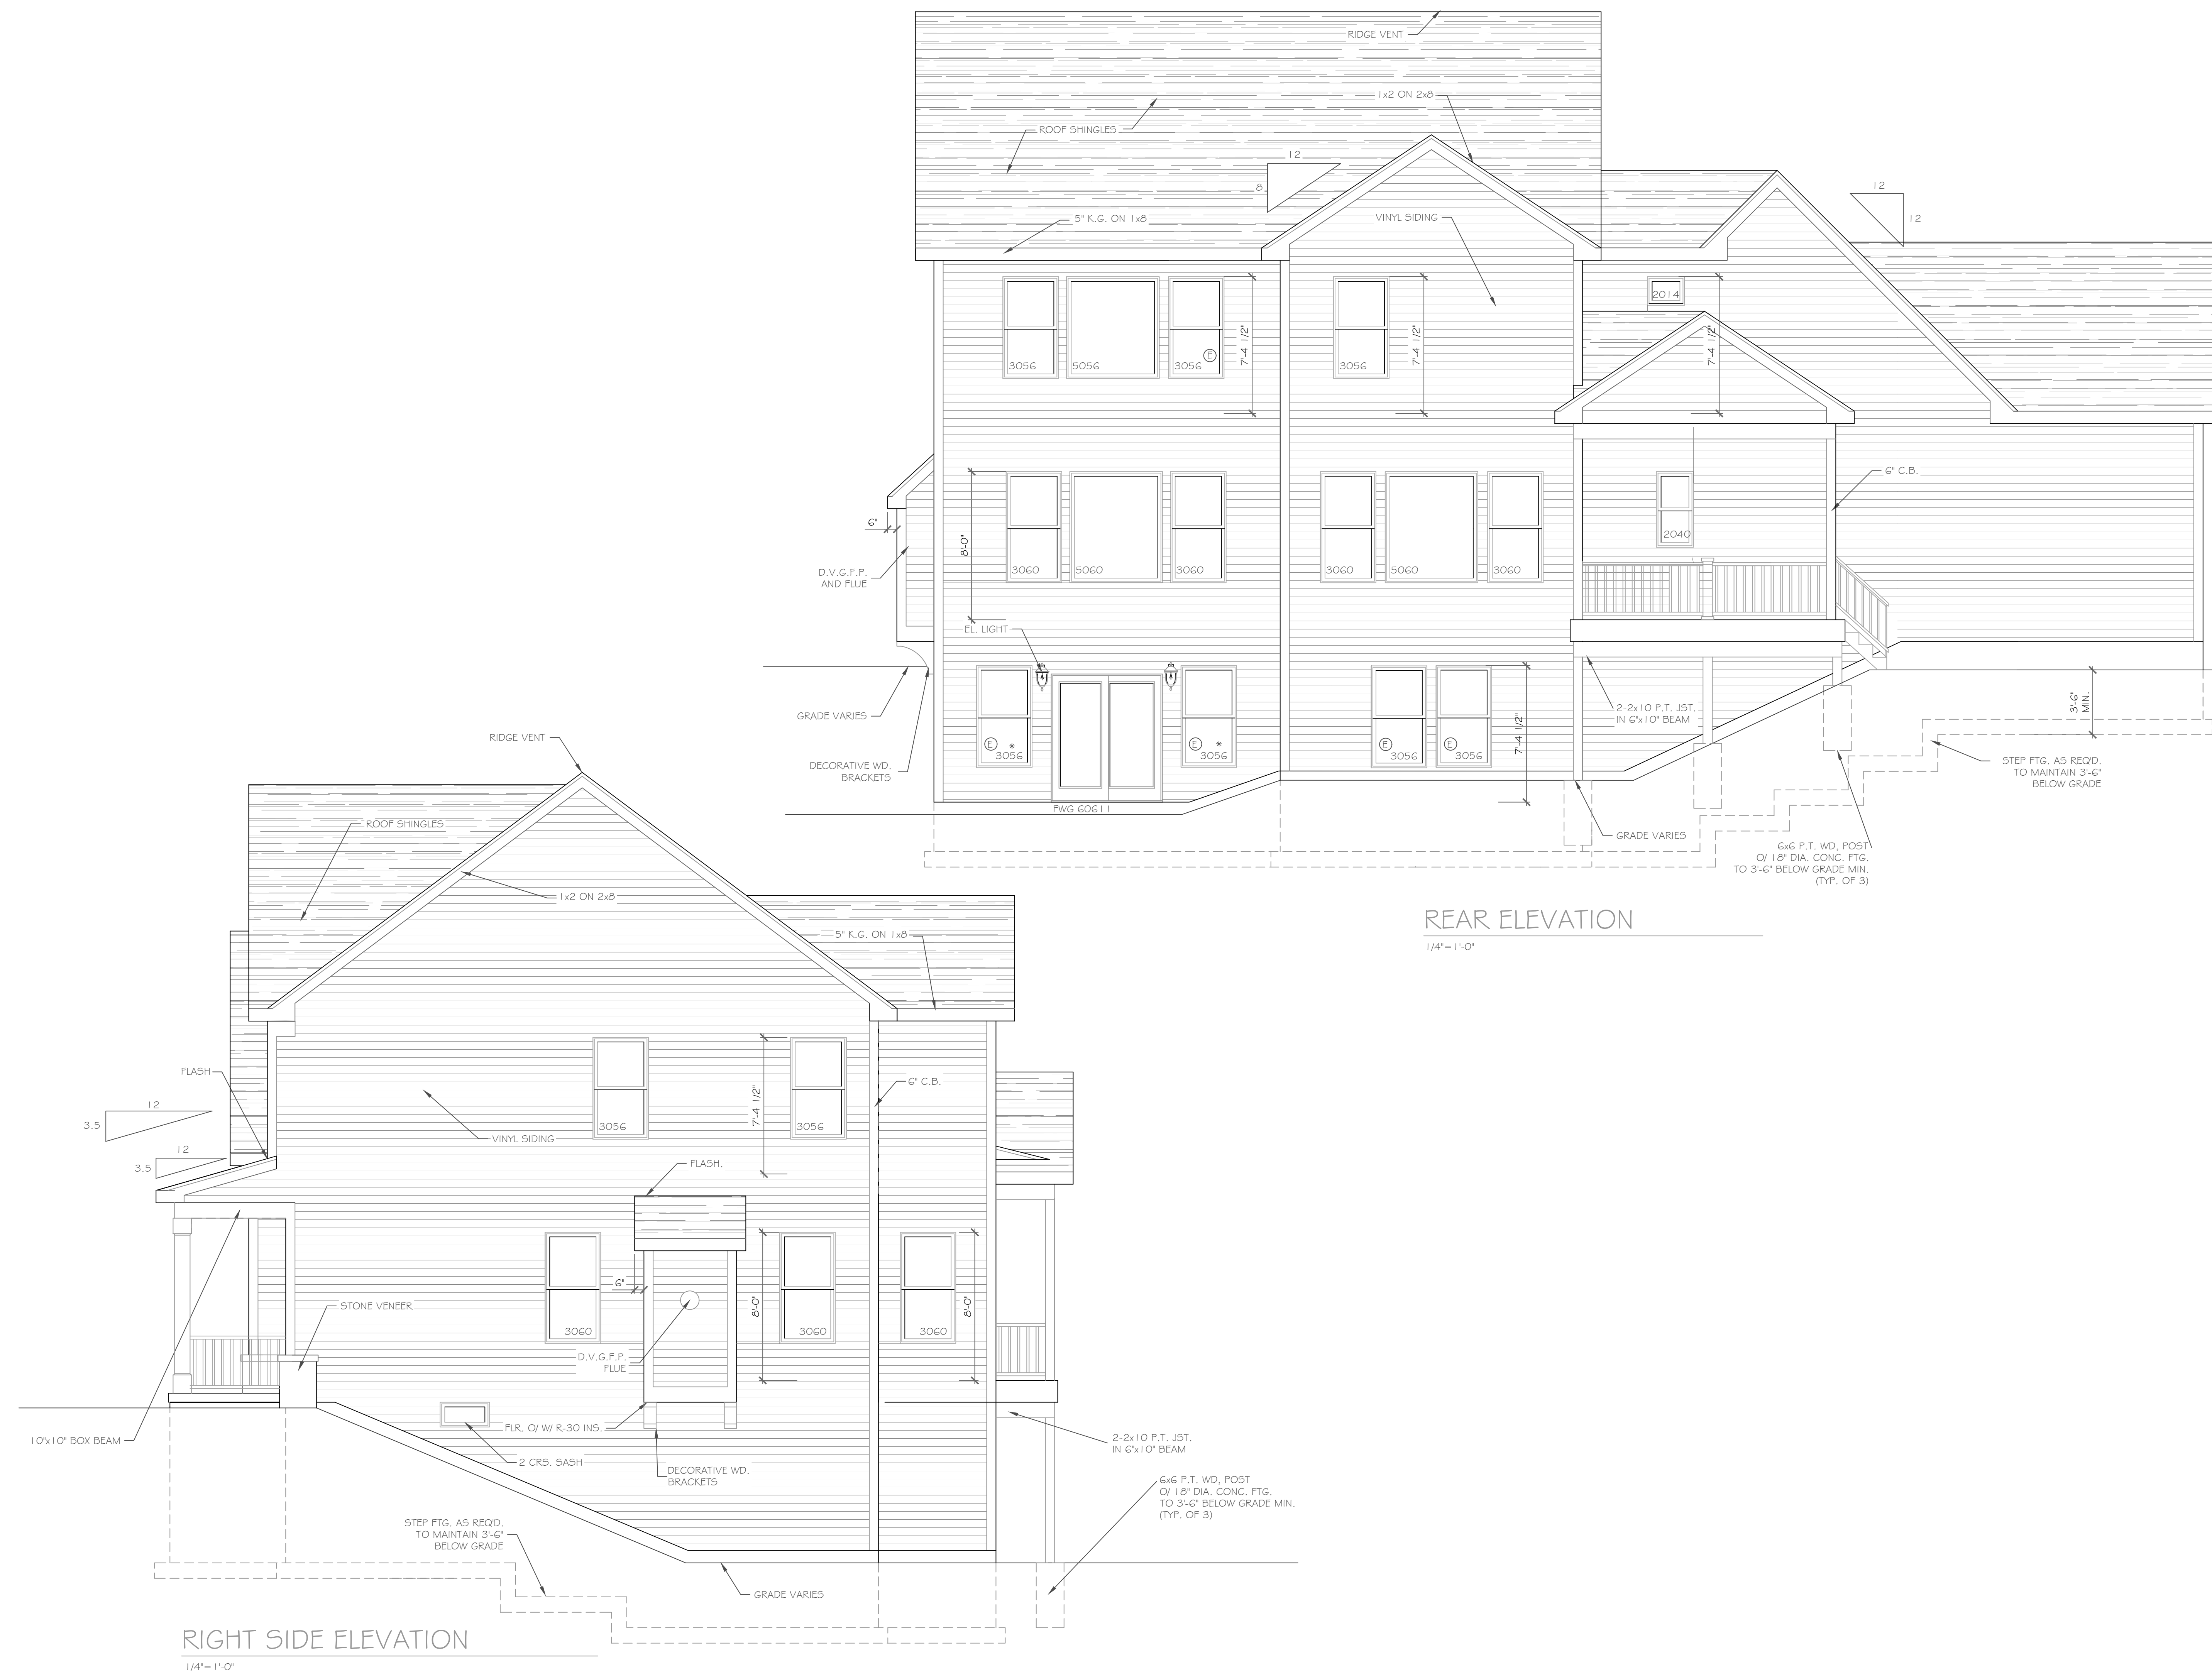 RIDGE VENT
1x2 ON 2x8
ROOF SHINGLES
12
8
12
12
5" K.G. ON 1x8
VINYL SIDING
2014
7'-4 1/2"
7'-4 1/2"
7'-4 1/2"
3056
5056
3056
E
3056
6" C.B.
6"
8'-0"
2040
D.V.G.F.P.
AND FLUE
3060
5060
3060
3060
5060
3060
EL. LIGHT
GRADE VARIES
2-2x10 P.T. JST.
IN 6"x10" BEAM
3'-6"
MIN.
7'-4 1/2"
E
*
3056
E
*
3056
E
3056
E
3056
DECORATIVE WD.
BRACKETS
STEP FTG. AS REQ'D.
TO MAINTAIN 3'-6"
BELOW GRADE
FWG 60611
GRADE VARIES
6x6 P.T. WD, POST
O/ 18" DIA. CONC. FTG.
TO 3'-6" BELOW GRADE MIN.
(TYP. OF 3)
REAR ELEVATION
1/4"=1'-0"
RIDGE VENT
ROOF SHINGLES
1x2 ON 2x8
5" K.G. ON 1x8
FLASH
6" C.B.
12
3.5
7'-4 1/2"
3056
3056
VINYL SIDING
12
3.5
FLASH.
6"
STONE VENEER
8'-0"
8'-0"
3060
3060
3060
D.V.G.F.P.
FLUE
FLR. O/ W/ R-30 INS.
10"x10" BOX BEAM
2-2x10 P.T. JST.
IN 6"x10" BEAM
2 CRS. SASH
DECORATIVE WD.
BRACKETS
6x6 P.T. WD, POST
O/ 18" DIA. CONC. FTG.
TO 3'-6" BELOW GRADE MIN.
(TYP. OF 3)
STEP FTG. AS REQ'D.
TO MAINTAIN 3'-6"
BELOW GRADE
GRADE VARIES
RIGHT SIDE ELEVATION
1/4"=1'-0"